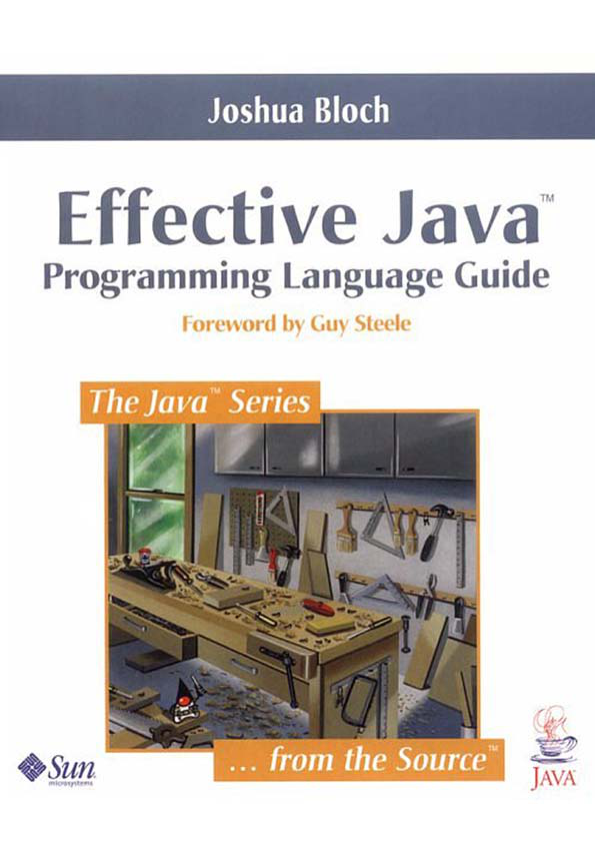 Joshua Bloch
Effective Java™
Programming Language Guide
Foreword by Guy Steele
The Java™ Series
... from the Source™
Sun
microsystems
JAVA